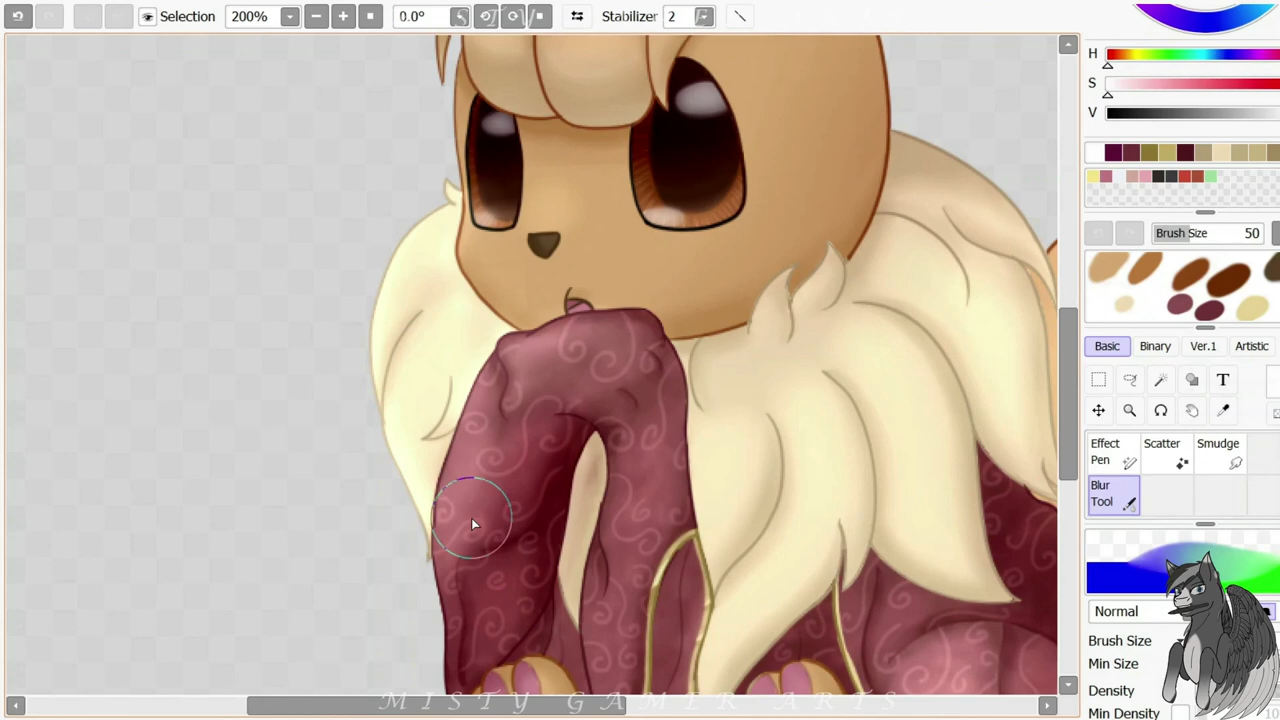 Selection 200% 0.0° Stabilizer 2
H
S
V
Brush Size 50
Basic Binary Ver.1 Artistic
T
Effect Pen Scatter Smudge
Blur Tool
Normal
Brush Size
Min Size
Density
Min Density
MISTY GAMER ARTS